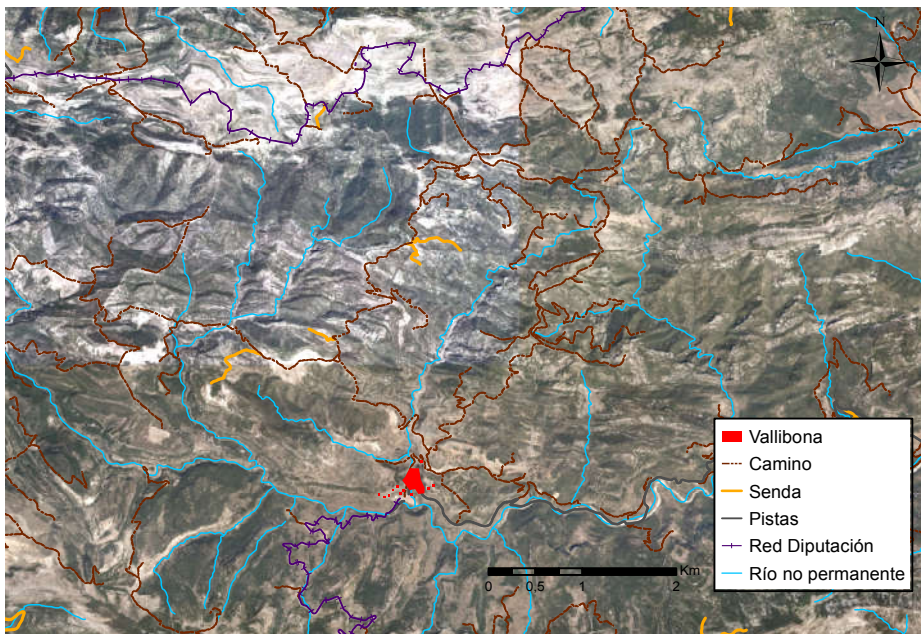 N
Vallibona
Camino
Senda
Pistas
Red Diputación
Río no permanente
Km
0 0,5 1 2